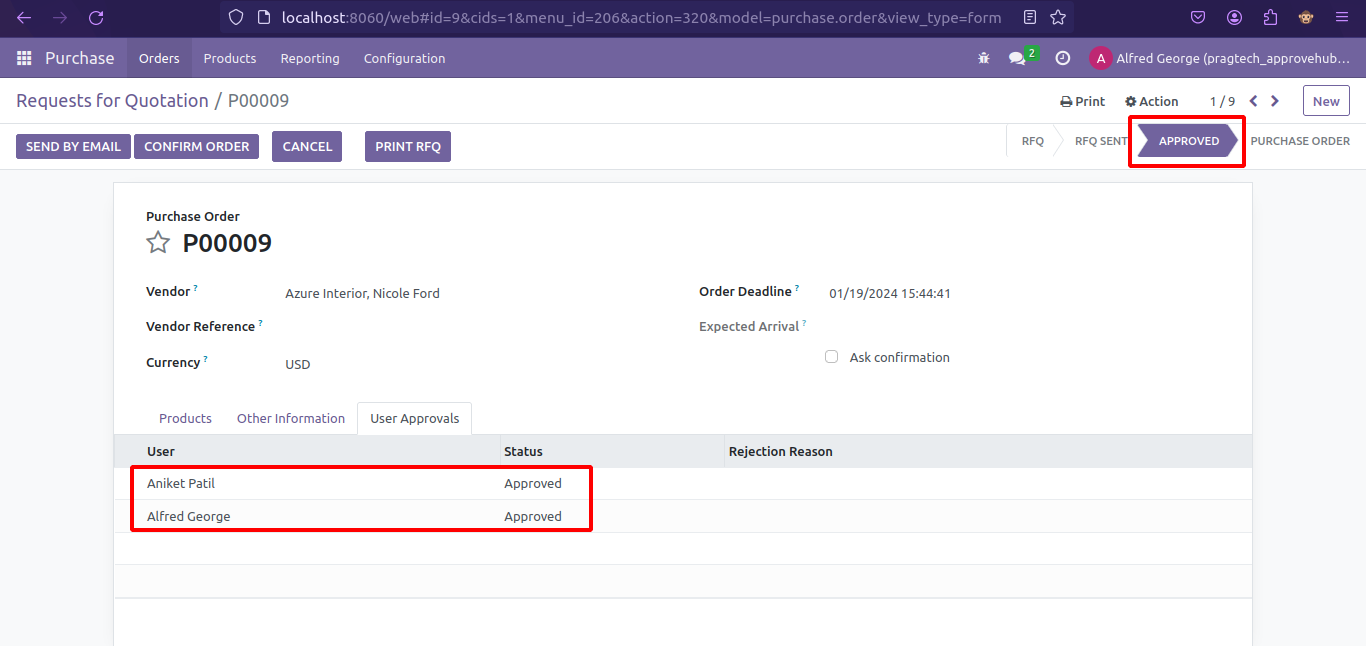 localhost:8060/web#id=9&cids=1&menu_id=206&action=320&model=purchase.order&view_type=form
Purchase Orders Products Reporting Configuration 2 A Alfred George (pragtech_approvehub...
Requests for Quotation / P00009 Print Action 1 / 9 New
SEND BY EMAIL CONFIRM ORDER CANCEL PRINT RFQ RFQ RFQ SENT APPROVED PURCHASE ORDER
Purchase Order
P00009
Vendor ? Azure Interior, Nicole Ford Order Deadline ? 01/19/2024 15:44:41
Vendor Reference ? Expected Arrival ?
Currency ? USD Ask confirmation
Products Other Information User Approvals
User Status Rejection Reason
Aniket Patil Approved
Alfred George Approved